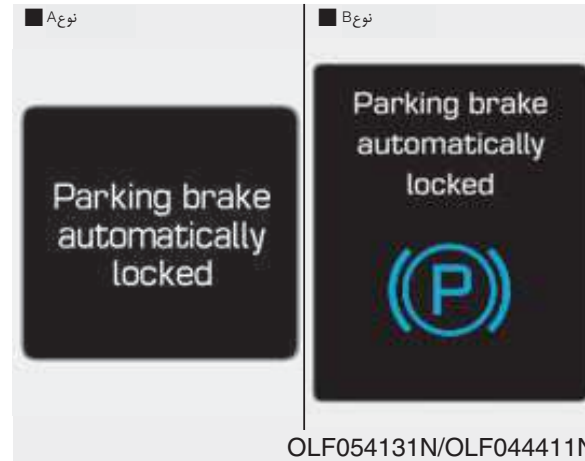 ■ نوعA
Parking brake
automatically
locked
■ نوعB
Parking brake
automatically
locked
P
OLF054131N/OLF044411N